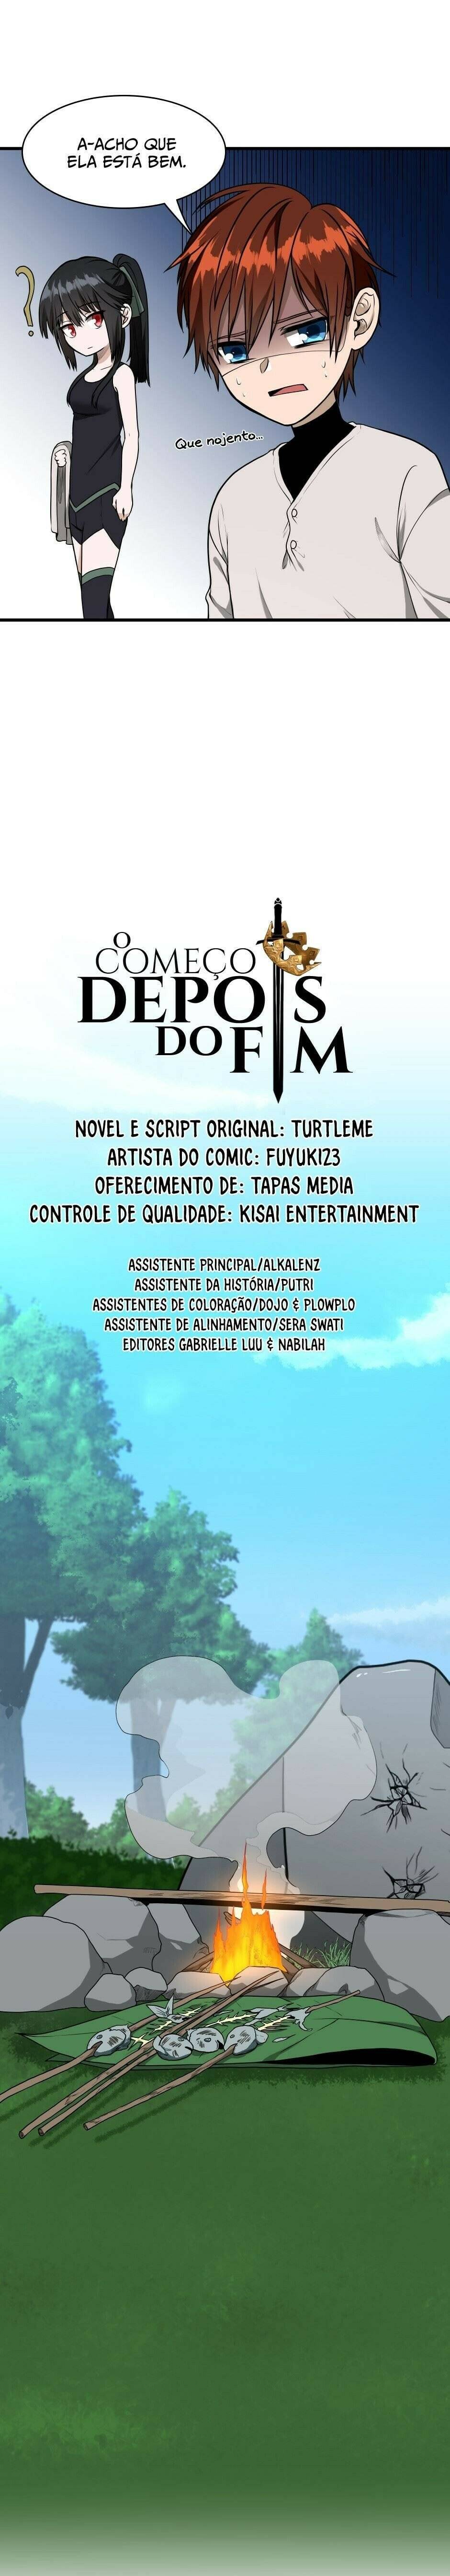 A-ACHO QUE
ELA ESTÁ BEM.
?
Que nojento...
O
COMEÇO
DEPOIS
DO FIM
NOVEL E SCRIPT ORIGINAL: TURTLEME
ARTISTA DO COMIC: FUYUKI23
OFERECIMENTO DE: TAPAS MEDIA
CONTROLE DE QUALIDADE: KISAI ENTERTAINMENT
ASSISTENTE PRINCIPAL/ALKALENZ
ASSISTENTE DA HISTÓRIA/PUTRI
ASSISTENTES DE COLORAÇÃO/DOJO & PLOWPLO
ASSISTENTE DE ALINHAMENTO/SERA SWATI
EDITORES GABRIELLE LUU & NABILAH